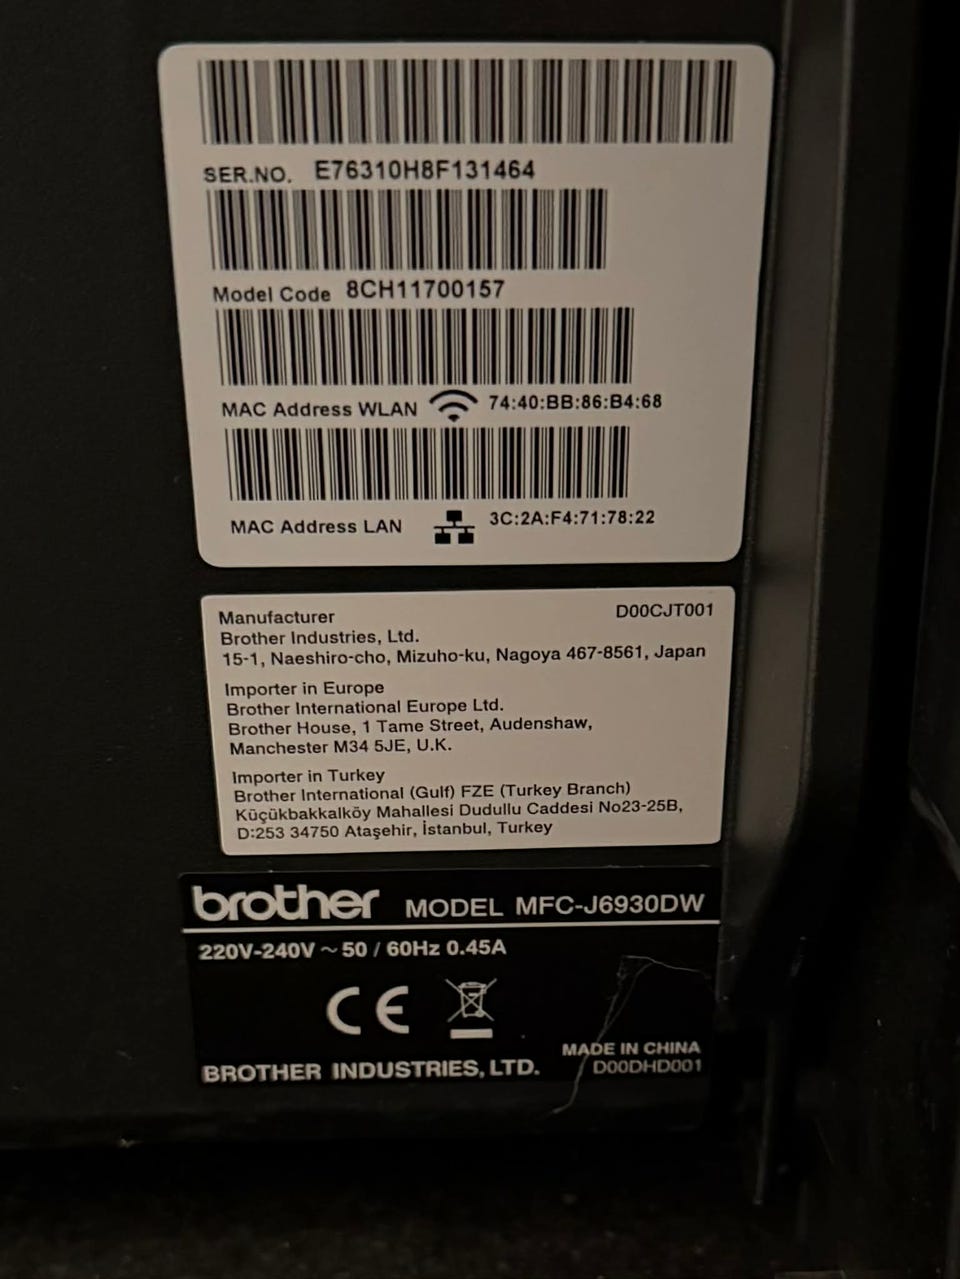 SER.NO. E76310H8F131464
Model Code 8CH11700157
MAC Address WLAN 74:40:BB:86:B4:68
MAC Address LAN 3C:2A:F4:71:78:22
Manufacturer D00CJT001
Brother Industries, Ltd.
15-1, Naeshiro-cho, Mizuho-ku, Nagoya 467-8561, Japan
Importer in Europe
Brother International Europe Ltd.
Brother House, 1 Tame Street, Audenshaw,
Manchester M34 5JE, U.K.
Importer in Turkey
Brother International (Gulf) FZE (Turkey Branch)
Küçükbakkalköy Mahallesi Dudullu Caddesi No23-25B,
D:253 34750 Ataşehir, İstanbul, Turkey
brother MODEL MFC-J6930DW
220V-240V ~ 50 / 60Hz 0.45A
CE
MADE IN CHINA
BROTHER INDUSTRIES, LTD. D00DHD001